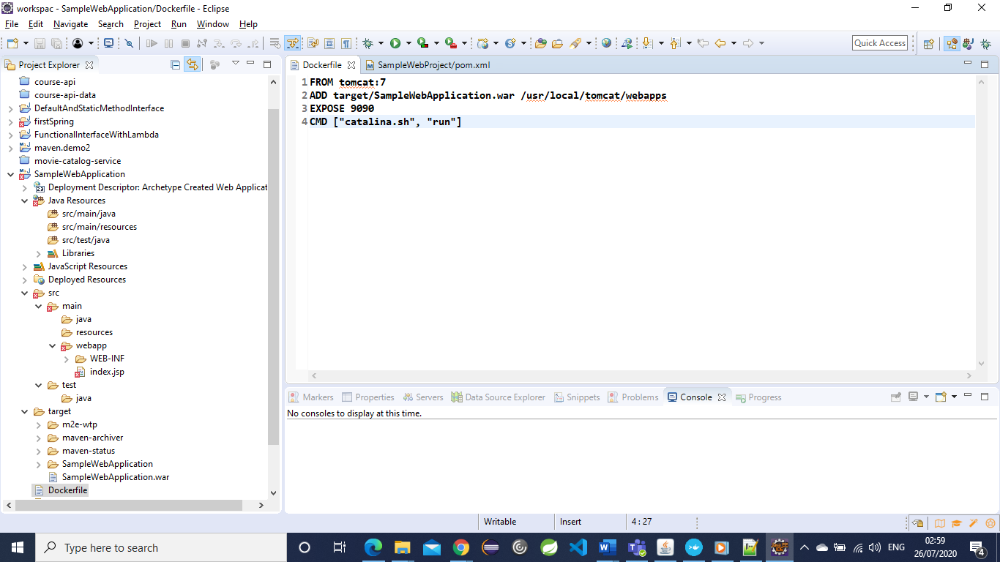 workspac - SampleWebApplication/Dockerfile - Eclipse
File Edit Navigate Search Project Run Window Help
Quick Access
Project Explorer
course-api
course-api-data
DefaultAndStaticMethodInterface
firstSpring
FunctionalInterfaceWithLambda
maven.demo2
movie-catalog-service
SampleWebApplication
Deployment Descriptor: Archetype Created Web Applicat
Java Resources
src/main/java
src/main/resources
src/test/java
Libraries
JavaScript Resources
Deployed Resources
src
main
java
resources
webapp
WEB-INF
index.jsp
test
java
target
m2e-wtp
maven-archiver
maven-status
SampleWebApplication
SampleWebApplication.war
Dockerfile
Dockerfile SampleWebProject/pom.xml
1 FROM tomcat:7
2 ADD target/SampleWebApplication.war /usr/local/tomcat/webapps
3 EXPOSE 9090
4 CMD ["catalina.sh", "run"]
Markers Properties Servers Data Source Explorer Snippets Problems Console Progress
No consoles to display at this time.
Writable Insert 4 : 27
Type here to search
ENG
02:59
26/07/2020
4